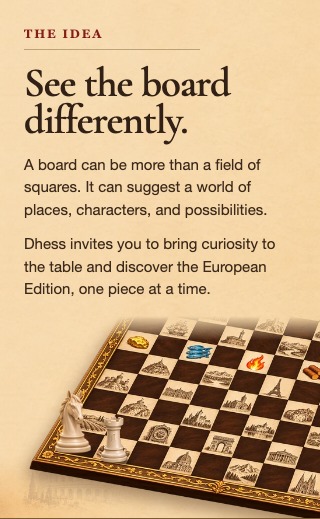 THE IDEA
See the board
differently.
A board can be more than a field of
squares. It can suggest a world of
places, characters, and possibilities.
Dhess invites you to bring curiosity to
the table and discover the European
Edition, one piece at a time.